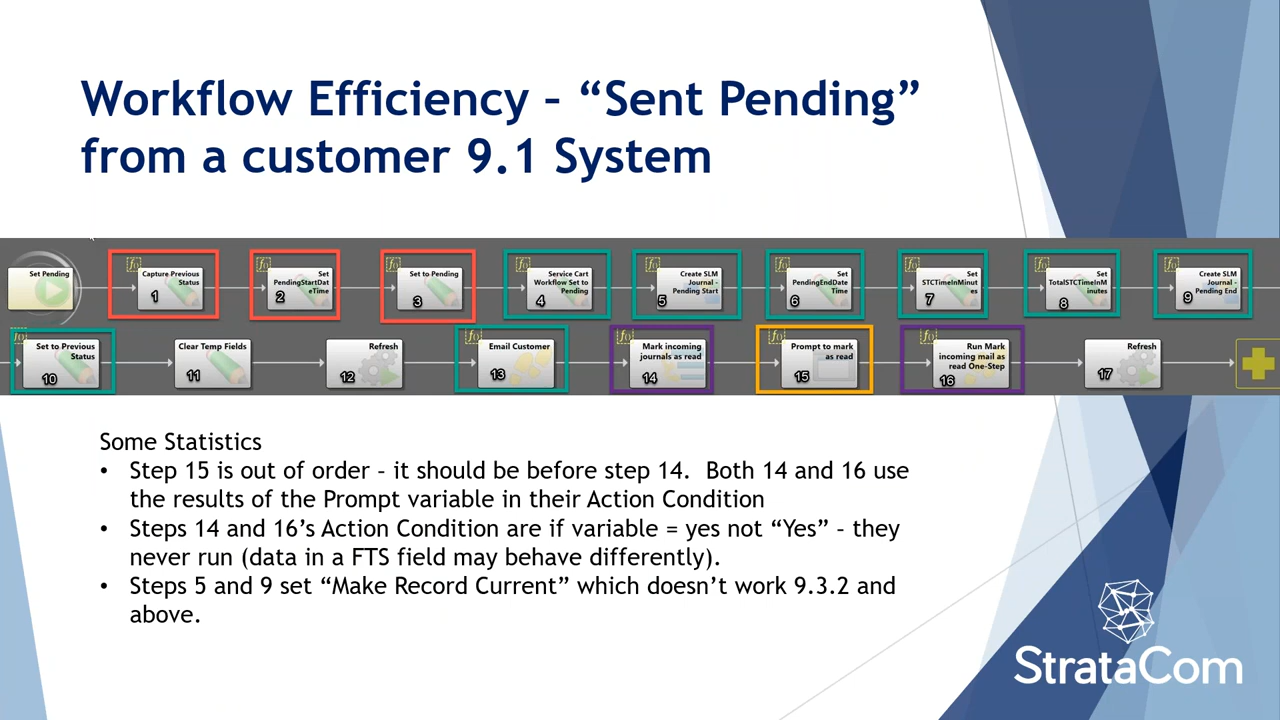 Workflow Efficiency – “Sent Pending”
from a customer 9.1 System
Set Pending
Capture Previous
Status
1
Set
PendingStartDat
eTime
2
Set to Pending
3
Service Cart
Workflow Set to
Pending
4
Create SLM
Journal -
Pending Start
5
Set
PendingEndDate
Time
6
Set
STCTimeInMinut
es
7
Set
TotalSTCTimeInM
inutes
8
Create SLM
Journal -
Pending End
9
Set to Previous
Status
10
Clear Temp Fields
11
Refresh
12
Email Customer
13
Mark incoming
journals as read
14
Prompt to mark
as read
15
Run Mark
incoming mail as
read One-Step
16
Refresh
17
Some Statistics
• Step 15 is out of order – it should be before step 14. Both 14 and 16 use
the results of the Prompt variable in their Action Condition
• Steps 14 and 16’s Action Condition are if variable = yes not “Yes” – they
never run (data in a FTS field may behave differently).
• Steps 5 and 9 set “Make Record Current” which doesn’t work 9.3.2 and
above.
StrataCom